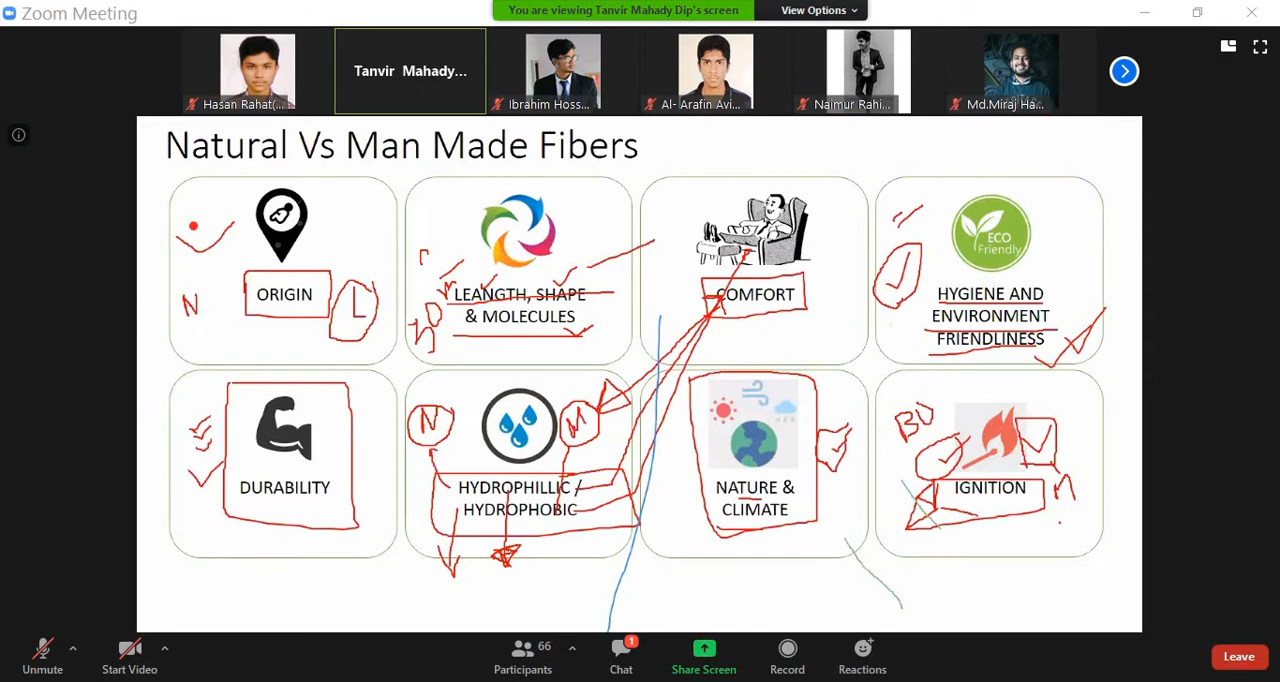 Zoom Meeting
You are viewing Tanvir Mahady Dip's screen
View Options
Hasan Rahat(...
Tanvir Mahady...
Ibrahim Hoss...
Al- Arafin Avi...
Naimur Rahi...
Md.Miraj Ha...
Natural Vs Man Made Fibers
ORIGIN
N
L
LEANGTH, SHAPE
& MOLECULES
COMFORT
ECO
Friendly
HYGIENE AND
ENVIRONMENT
FRIENDLINESS
DURABILITY
N
M
HYDROPHILLIC /
HYDROPHOBIC
NATURE &
CLIMATE
IGNITION
M
Unmute
Start Video
66
Participants
1
Chat
Share Screen
Record
Reactions
Leave